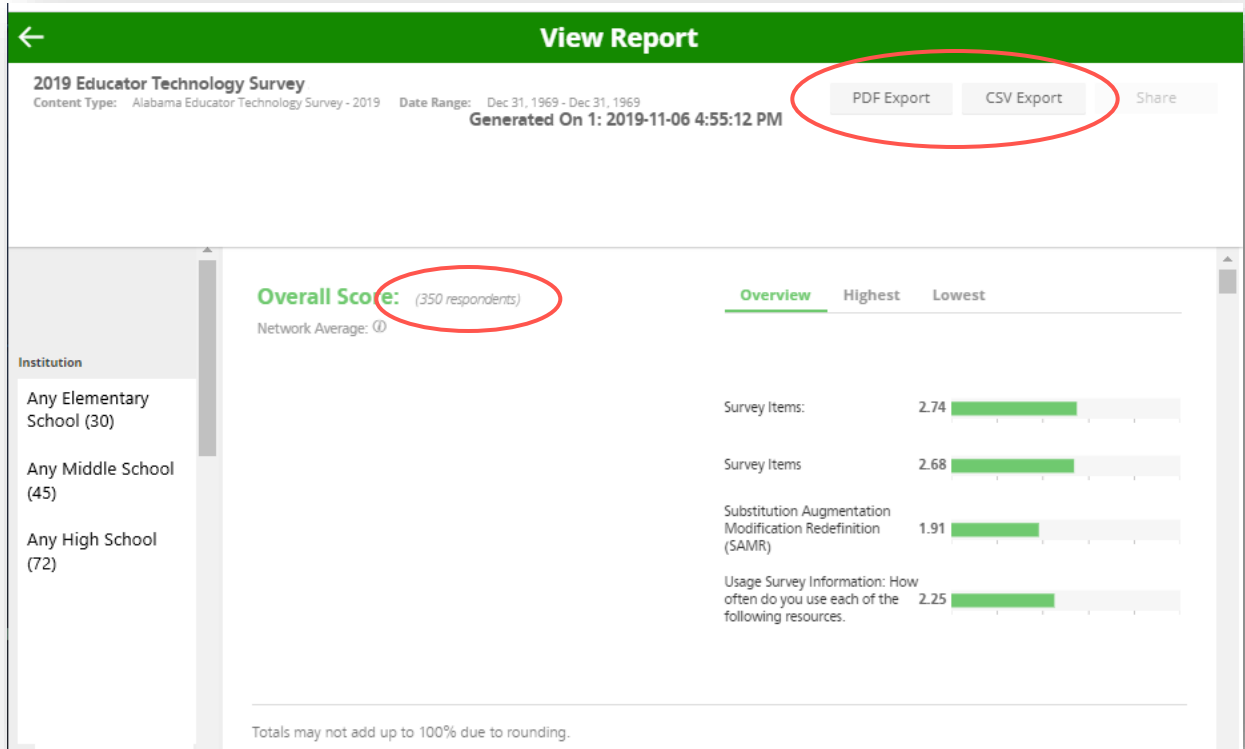 View Report
2019 Educator Technology Survey
Content Type: Alabama Educator Technology Survey - 2019 Date Range: Dec 31, 1969 - Dec 31, 1969
Generated On 1: 2019-11-06 4:55:12 PM
PDF Export
CSV Export
Share
Institution
Any Elementary
School (30)
Any Middle School
(45)
Any High School
(72)
Overall Score: (350 respondents)
Network Average:
Overview Highest Lowest
Survey Items: 2.74
Survey Items 2.68
Substitution Augmentation
Modification Redefinition 1.91
(SAMR)
Usage Survey Information: How
often do you use each of the 2.25
following resources.
Totals may not add up to 100% due to rounding.